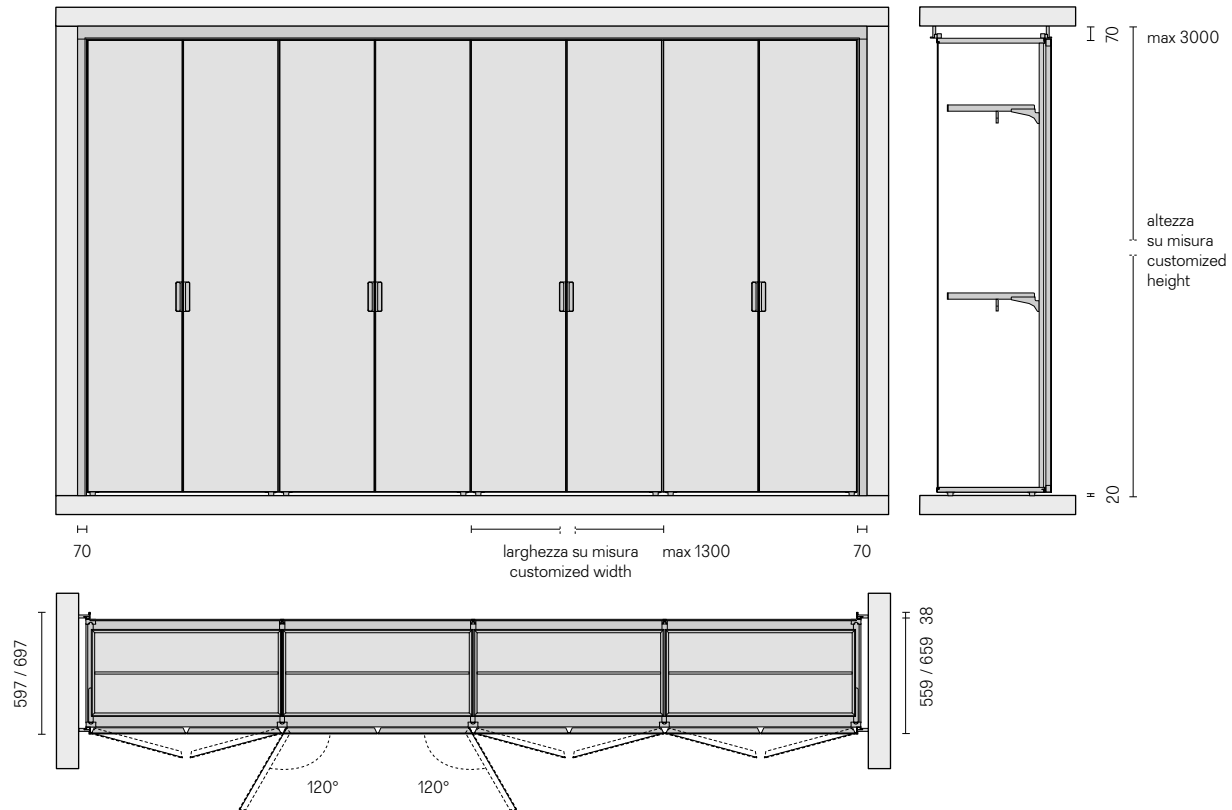 70
max 3000
altezza
su misura
customized
height
20
70
larghezza su misura
customized width
max 1300
70
597 / 697
559 / 659
38
120°
120°